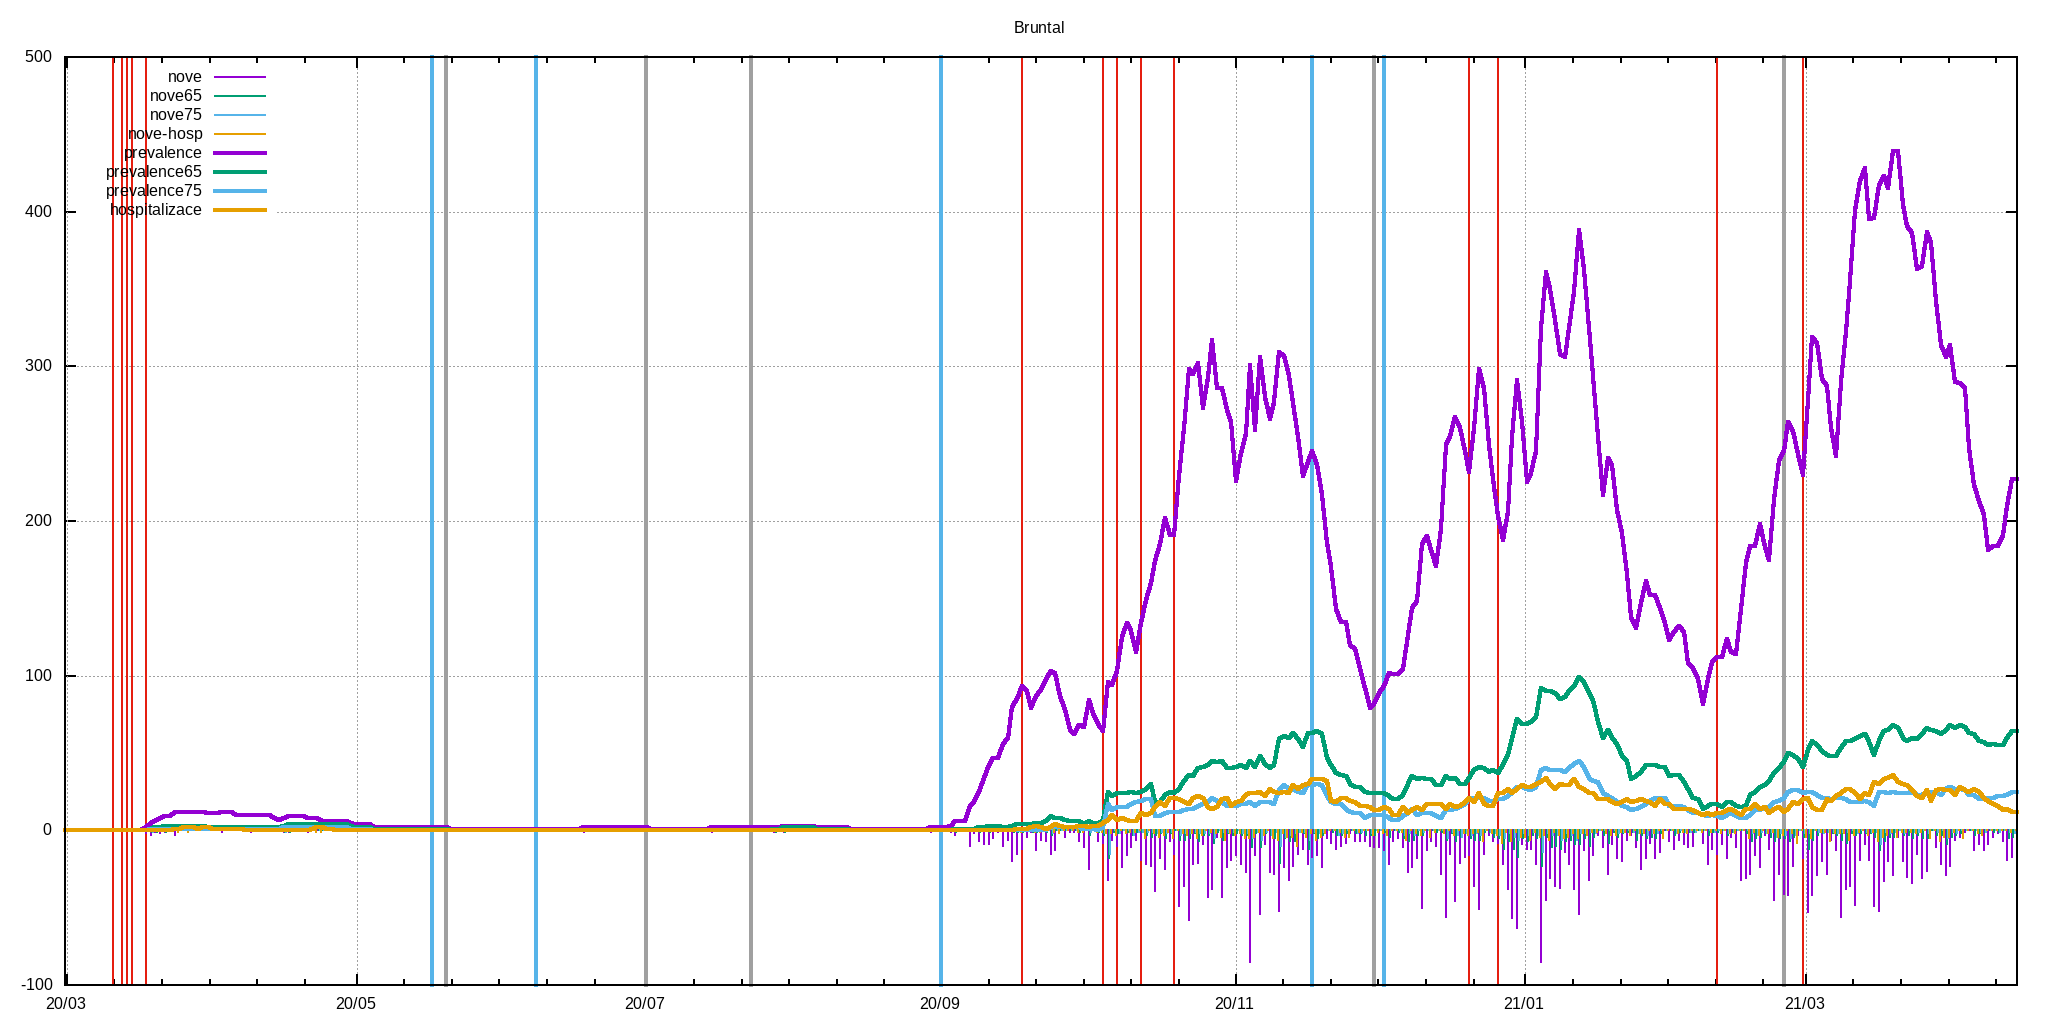 Bruntal
500
nove
nove65
nove75
nove-hosp
prevalence
prevalence65
prevalence75
hospitalizace
400
300
200
100
0
-100
20/03 20/05 20/07 20/09 20/11 21/01 21/03